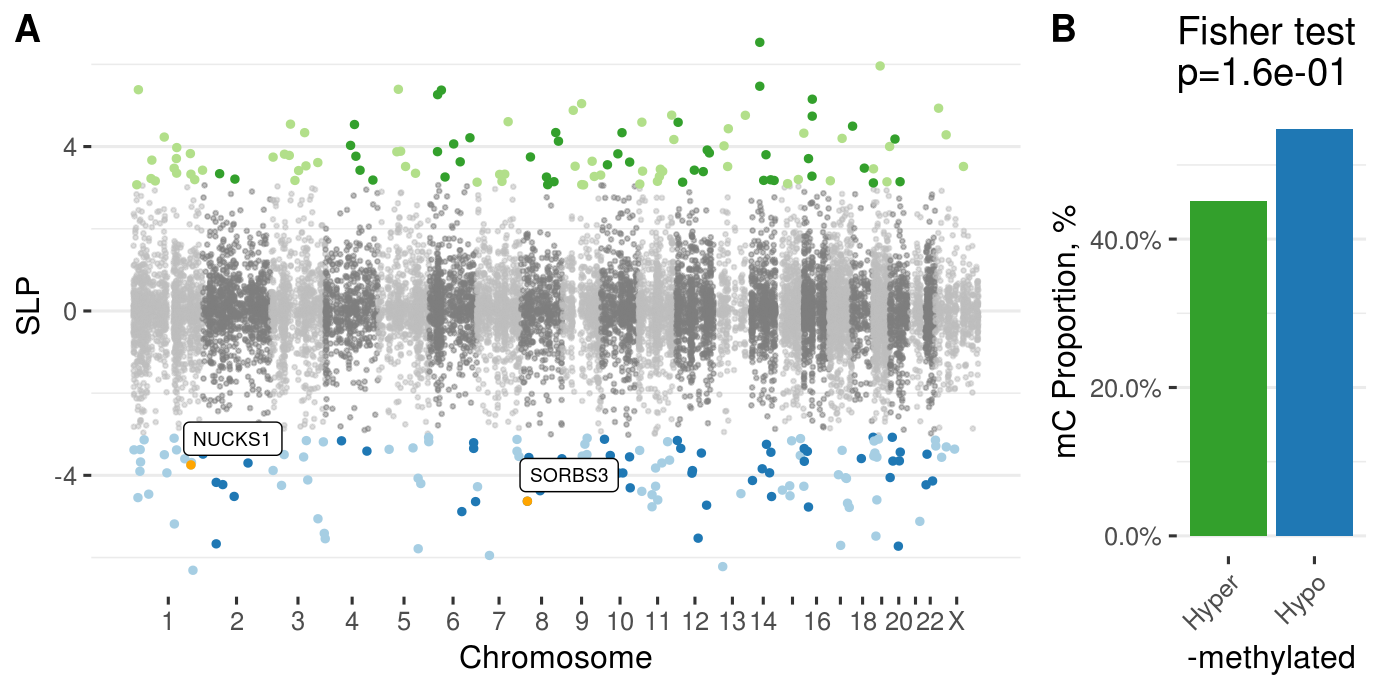 A
SLP
4
0
-4
NUCKS1
SORBS3
1 2 3 4 5 6 7 8 9 10 11 12 13 14 16 18 20 22 X
Chromosome
B
Fisher test
p=1.6e-01
mC Proportion, %
40.0%
20.0%
0.0%
Hyper
Hypo
-methylated